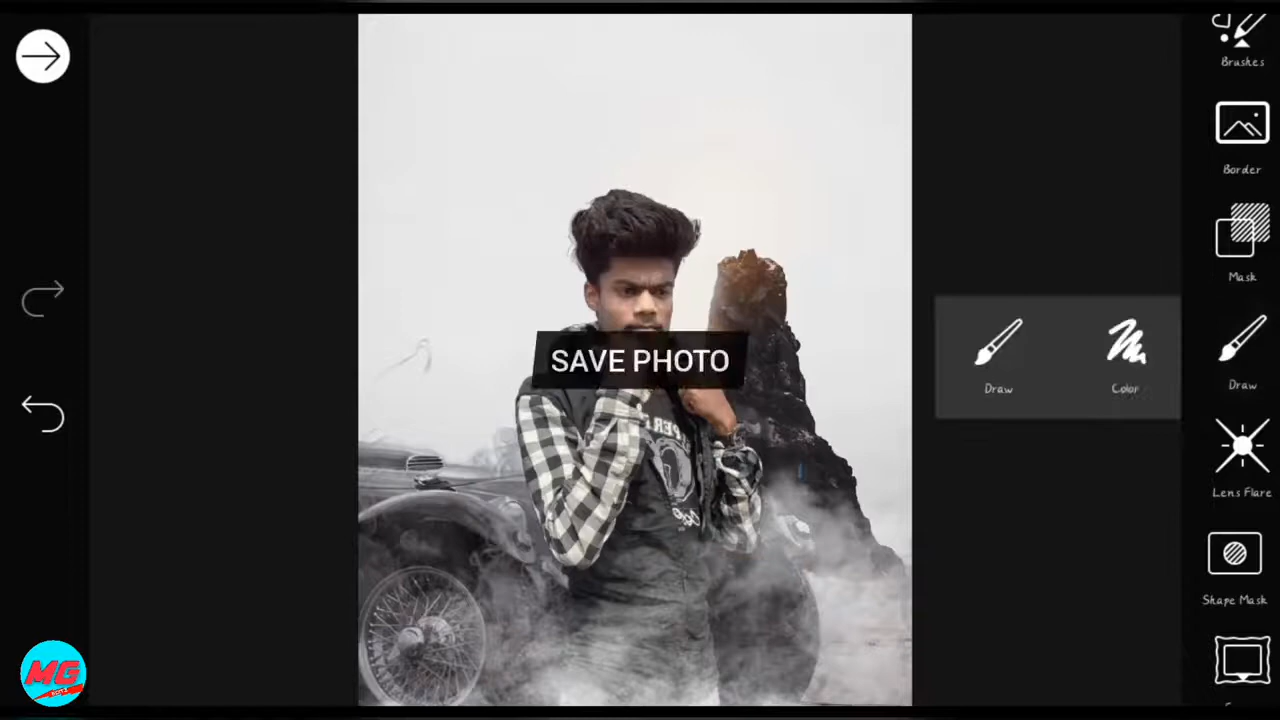 Brushes
Border
Mask
SAVE PHOTO
Draw
Color
Draw
Lens Flare
Shape Mask
MG